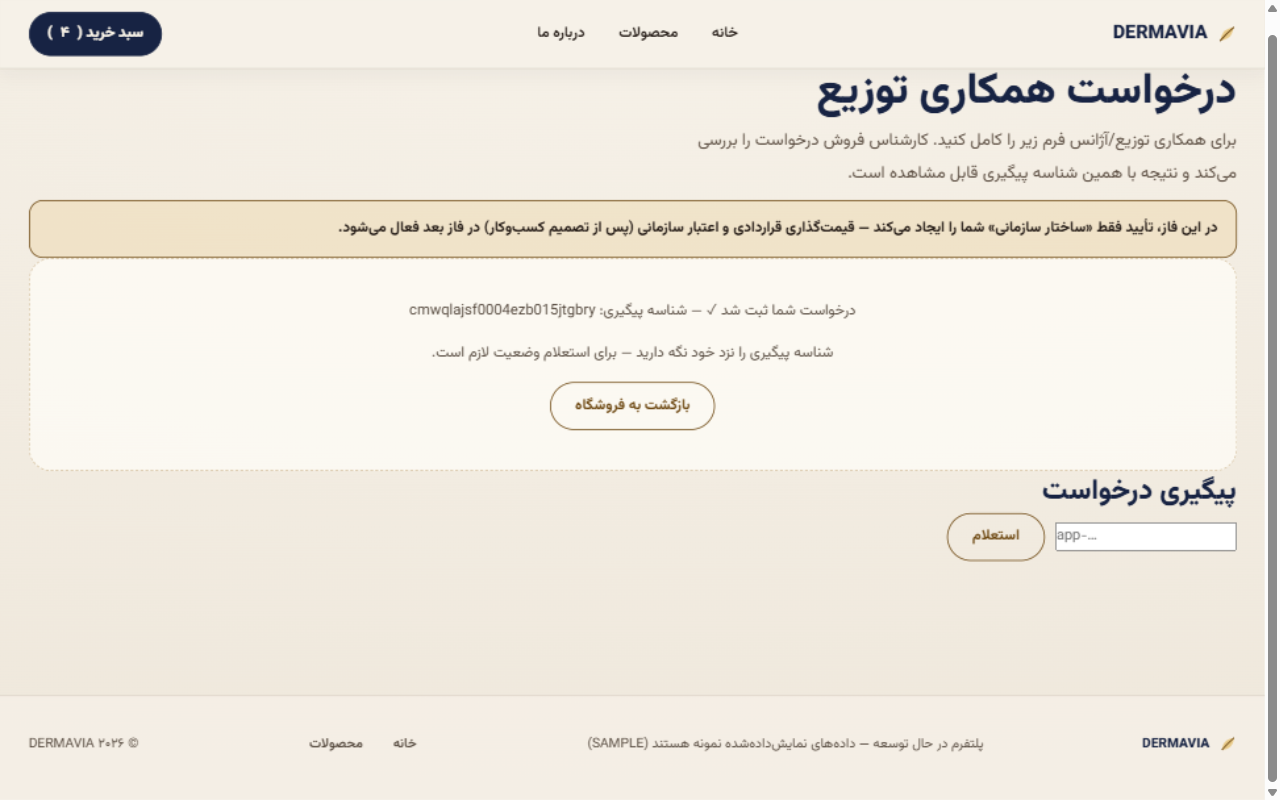 DERMAVIA
خانه
محصولات
درباره ما
سبد خرید ( ۴ )
درخواست همکاری توزیع
برای همکاری توزیع/آژانس فرم زیر را کامل کنید. کارشناس فروش درخواست را بررسی
می‌کند و نتیجه با همین شناسه پیگیری قابل مشاهده است.
در این فاز، تأیید فقط «ساختار سازمانی» شما را ایجاد می‌کند — قیمت‌گذاری قراردادی و اعتبار سازمانی (پس از تصمیم کسب‌وکار) در فاز بعد فعال می‌شود.
درخواست شما ثبت شد ✓ — شناسه پیگیری: cmwqlajsf0004ezb015jtgbry
شناسه پیگیری را نزد خود نگه دارید — برای استعلام وضعیت لازم است.
بازگشت به فروشگاه
پیگیری درخواست
app-…
استعلام
DERMAVIA
پلتفرم در حال توسعه — داده‌های نمایش‌داده‌شده نمونه هستند (SAMPLE)
خانه
محصولات
© ۲۰۲۶ DERMAVIA